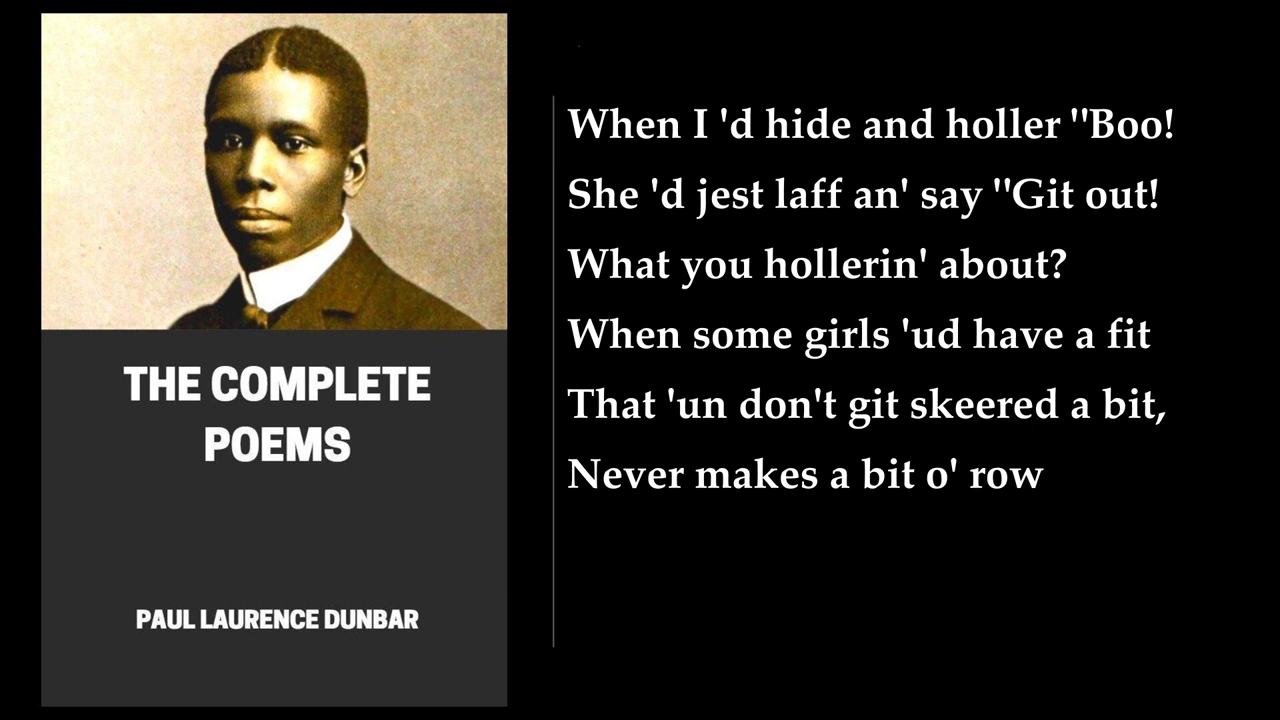 THE COMPLETE
POEMS
PAUL LAURENCE DUNBAR
When I 'd hide and holler "Boo!
She 'd jest laff an' say "Git out!
What you hollerin' about?
When some girls 'ud have a fit
That 'un don't git skeered a bit,
Never makes a bit o' row